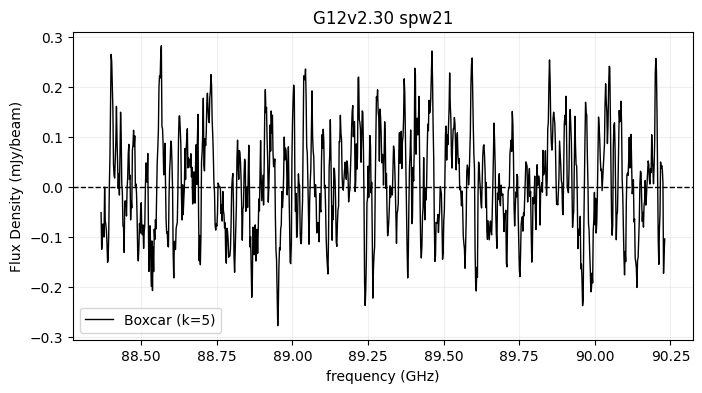 G12v2.30 spw21
Flux Density (mJy/beam)
0.3
0.2
0.1
0.0
−0.1
−0.2
−0.3
Boxcar (k=5)
88.50 88.75 89.00 89.25 89.50 89.75 90.00 90.25
frequency (GHz)